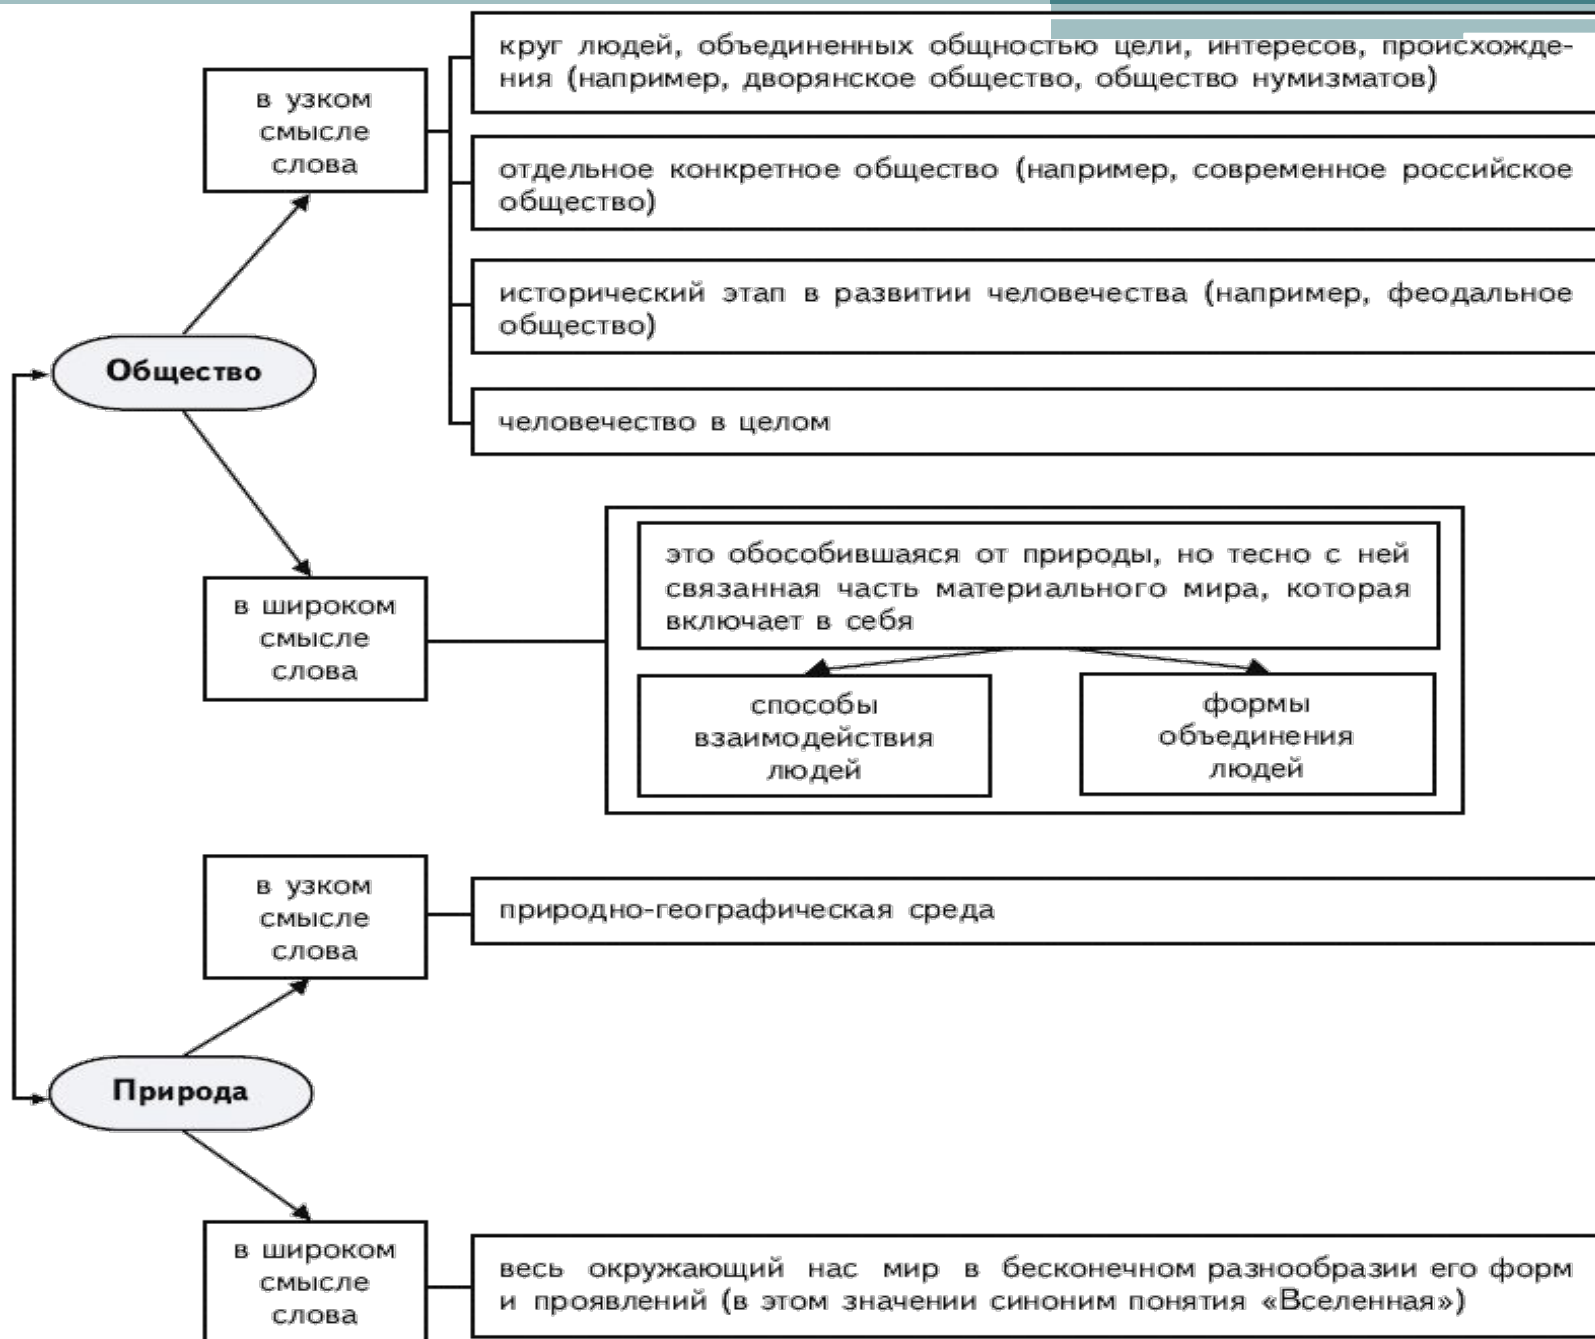 круг людей, объединенных общностью цели, интересов, происхожде-
ния (например, дворянское общество, общество нумизматов)
в узком
смысле
слова
отдельное конкретное общество (например, современное российское
общество)
исторический этап в развитии человечества (например, феодальное
общество)
Общество
человечество в целом
это обособившаяся от природы, но тесно с ней
связанная часть материального мира, которая
включает в себя
в широком
смысле
слова
способы
взаимодействия
людей
формы
объединения
людей
в узком
смысле
слова
природно-географическая среда
Природа
в широком
смысле
слова
весь окружающий нас мир в бесконечном разнообразии его форм
и проявлений (в этом значении синоним понятия «Вселенная»)